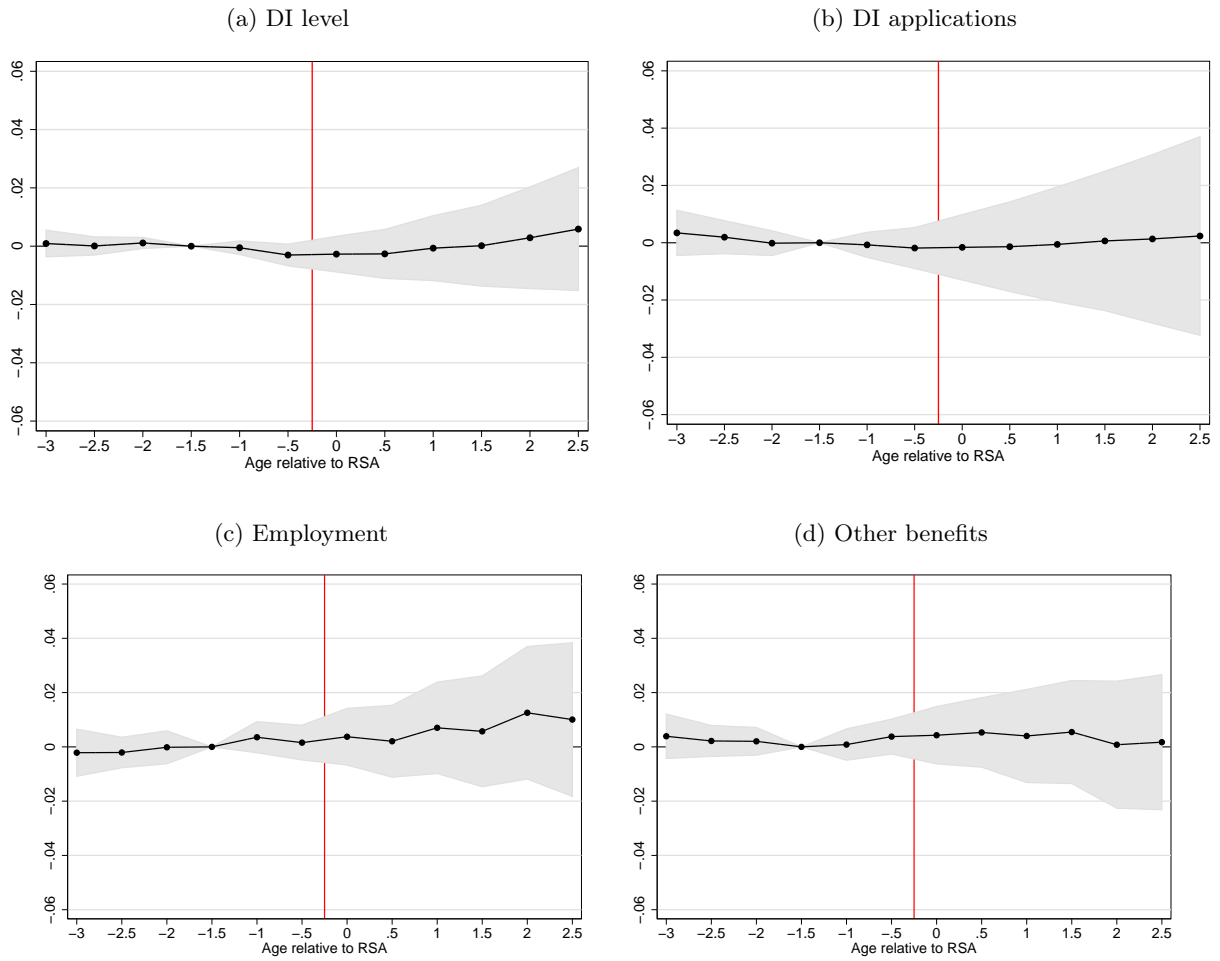 (a) DI level
.06
.04
.02
0
−.02
−.04
−.06
−3 −2.5 −2 −1.5 −1 −.5 0 .5 1 1.5 2 2.5
Age relative to RSA
(b) DI applications
.06
.04
.02
0
−.02
−.04
−.06
−3 −2.5 −2 −1.5 −1 −.5 0 .5 1 1.5 2 2.5
Age relative to RSA
(c) Employment
.06
.04
.02
0
−.02
−.04
−.06
−3 −2.5 −2 −1.5 −1 −.5 0 .5 1 1.5 2 2.5
Age relative to RSA
(d) Other benefits
.06
.04
.02
0
−.02
−.04
−.06
−3 −2.5 −2 −1.5 −1 −.5 0 .5 1 1.5 2 2.5
Age relative to RSA